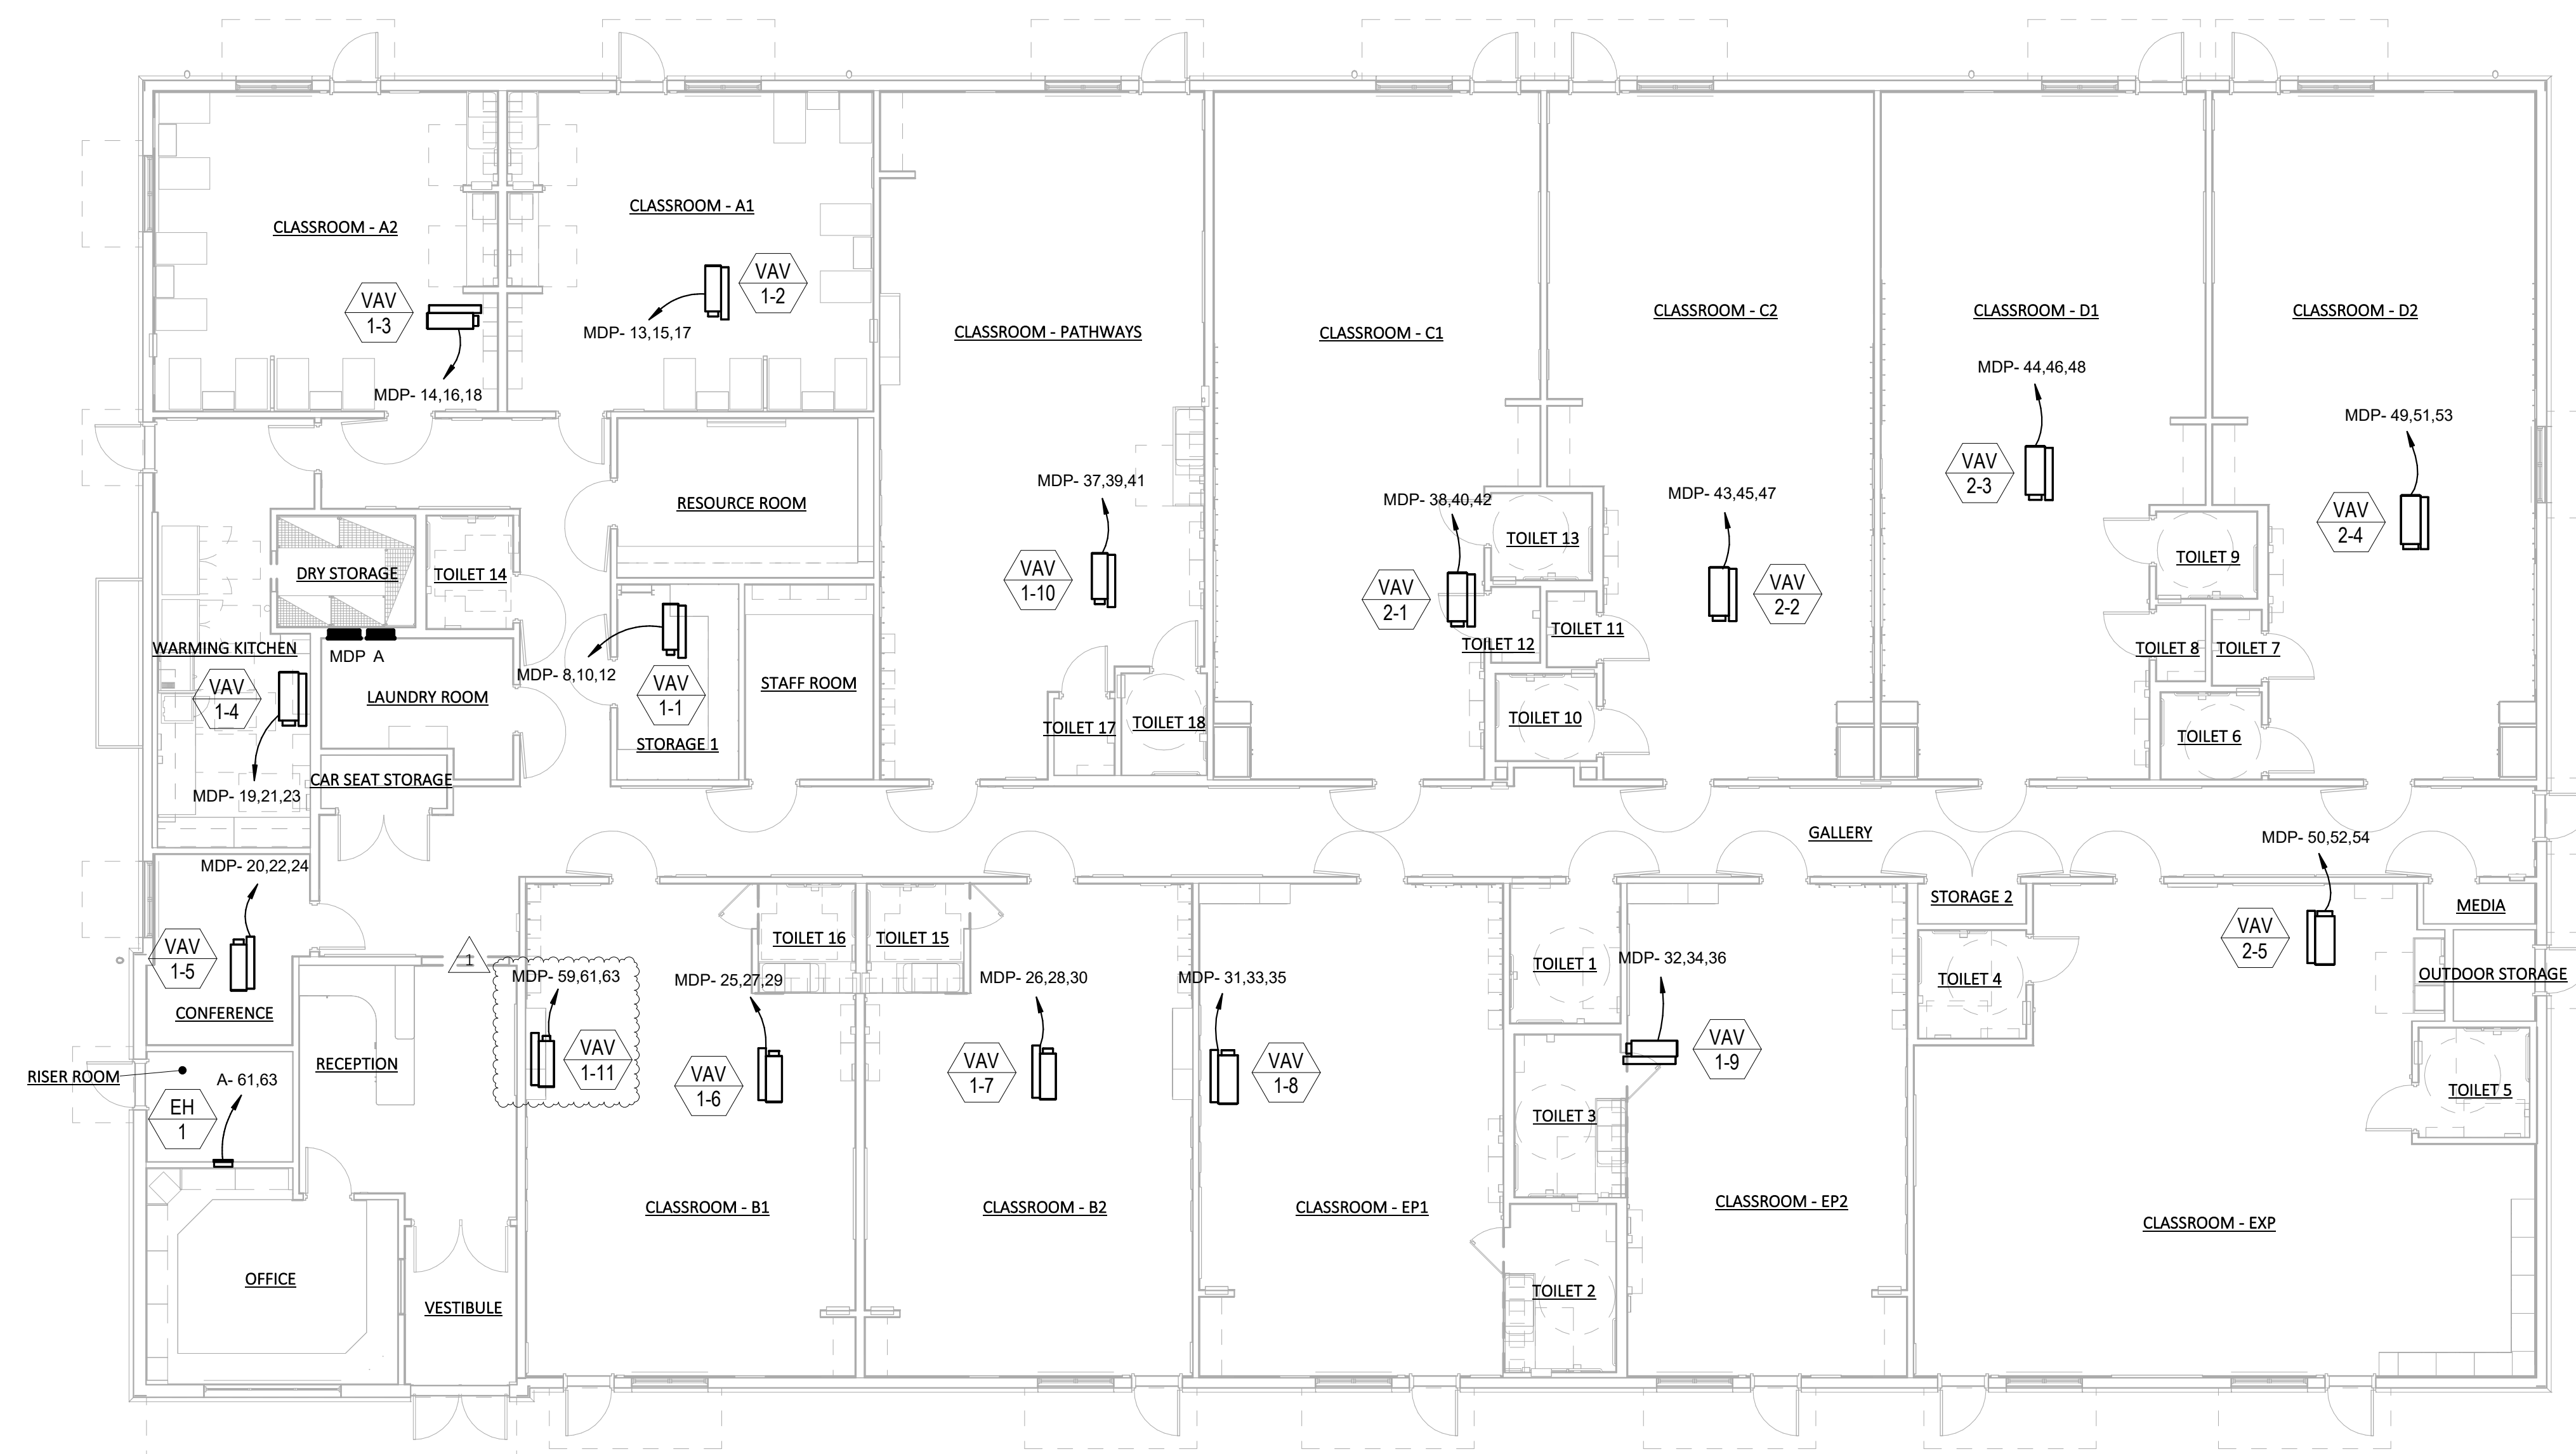 CLASSROOM - A2
CLASSROOM - A1
VAV
1-2
VAV
1-3
MDP- 13,15,17
MDP- 14,16,18
CLASSROOM - PATHWAYS
CLASSROOM - C1
CLASSROOM - C2
CLASSROOM - D1
CLASSROOM - D2
MDP- 44,46,48
MDP- 49,51,53
VAV
2-3
VAV
2-4
MDP- 37,39,41
MDP- 38,40,42
MDP- 43,45,47
RESOURCE ROOM
TOILET 13
TOILET 9
DRY STORAGE
TOILET 14
VAV
1-10
VAV
2-1
VAV
2-2
TOILET 11
TOILET 12
TOILET 8
TOILET 7
WARMING KITCHEN
MDP A
MDP- 8,10,12
VAV
1-4
LAUNDRY ROOM
VAV
1-1
STAFF ROOM
TOILET 17
TOILET 18
TOILET 10
TOILET 6
STORAGE 1
CAR SEAT STORAGE
MDP- 19,21,23
GALLERY
MDP- 50,52,54
MDP- 20,22,24
STORAGE 2
MEDIA
VAV
1-5
1
TOILET 16
TOILET 15
VAV
2-5
MDP- 59,61,63
MDP- 25,27,29
MDP- 26,28,30
MDP- 31,33,35
TOILET 1
MDP- 32,34,36
TOILET 4
OUTDOOR STORAGE
CONFERENCE
RECEPTION
VAV
1-11
VAV
1-6
VAV
1-7
VAV
1-8
VAV
1-9
RISER ROOM
A- 61,63
EH
1
TOILET 3
TOILET 5
CLASSROOM - B1
CLASSROOM - B2
CLASSROOM - EP1
CLASSROOM - EP2
CLASSROOM - EXP
OFFICE
VESTIBULE
TOILET 2